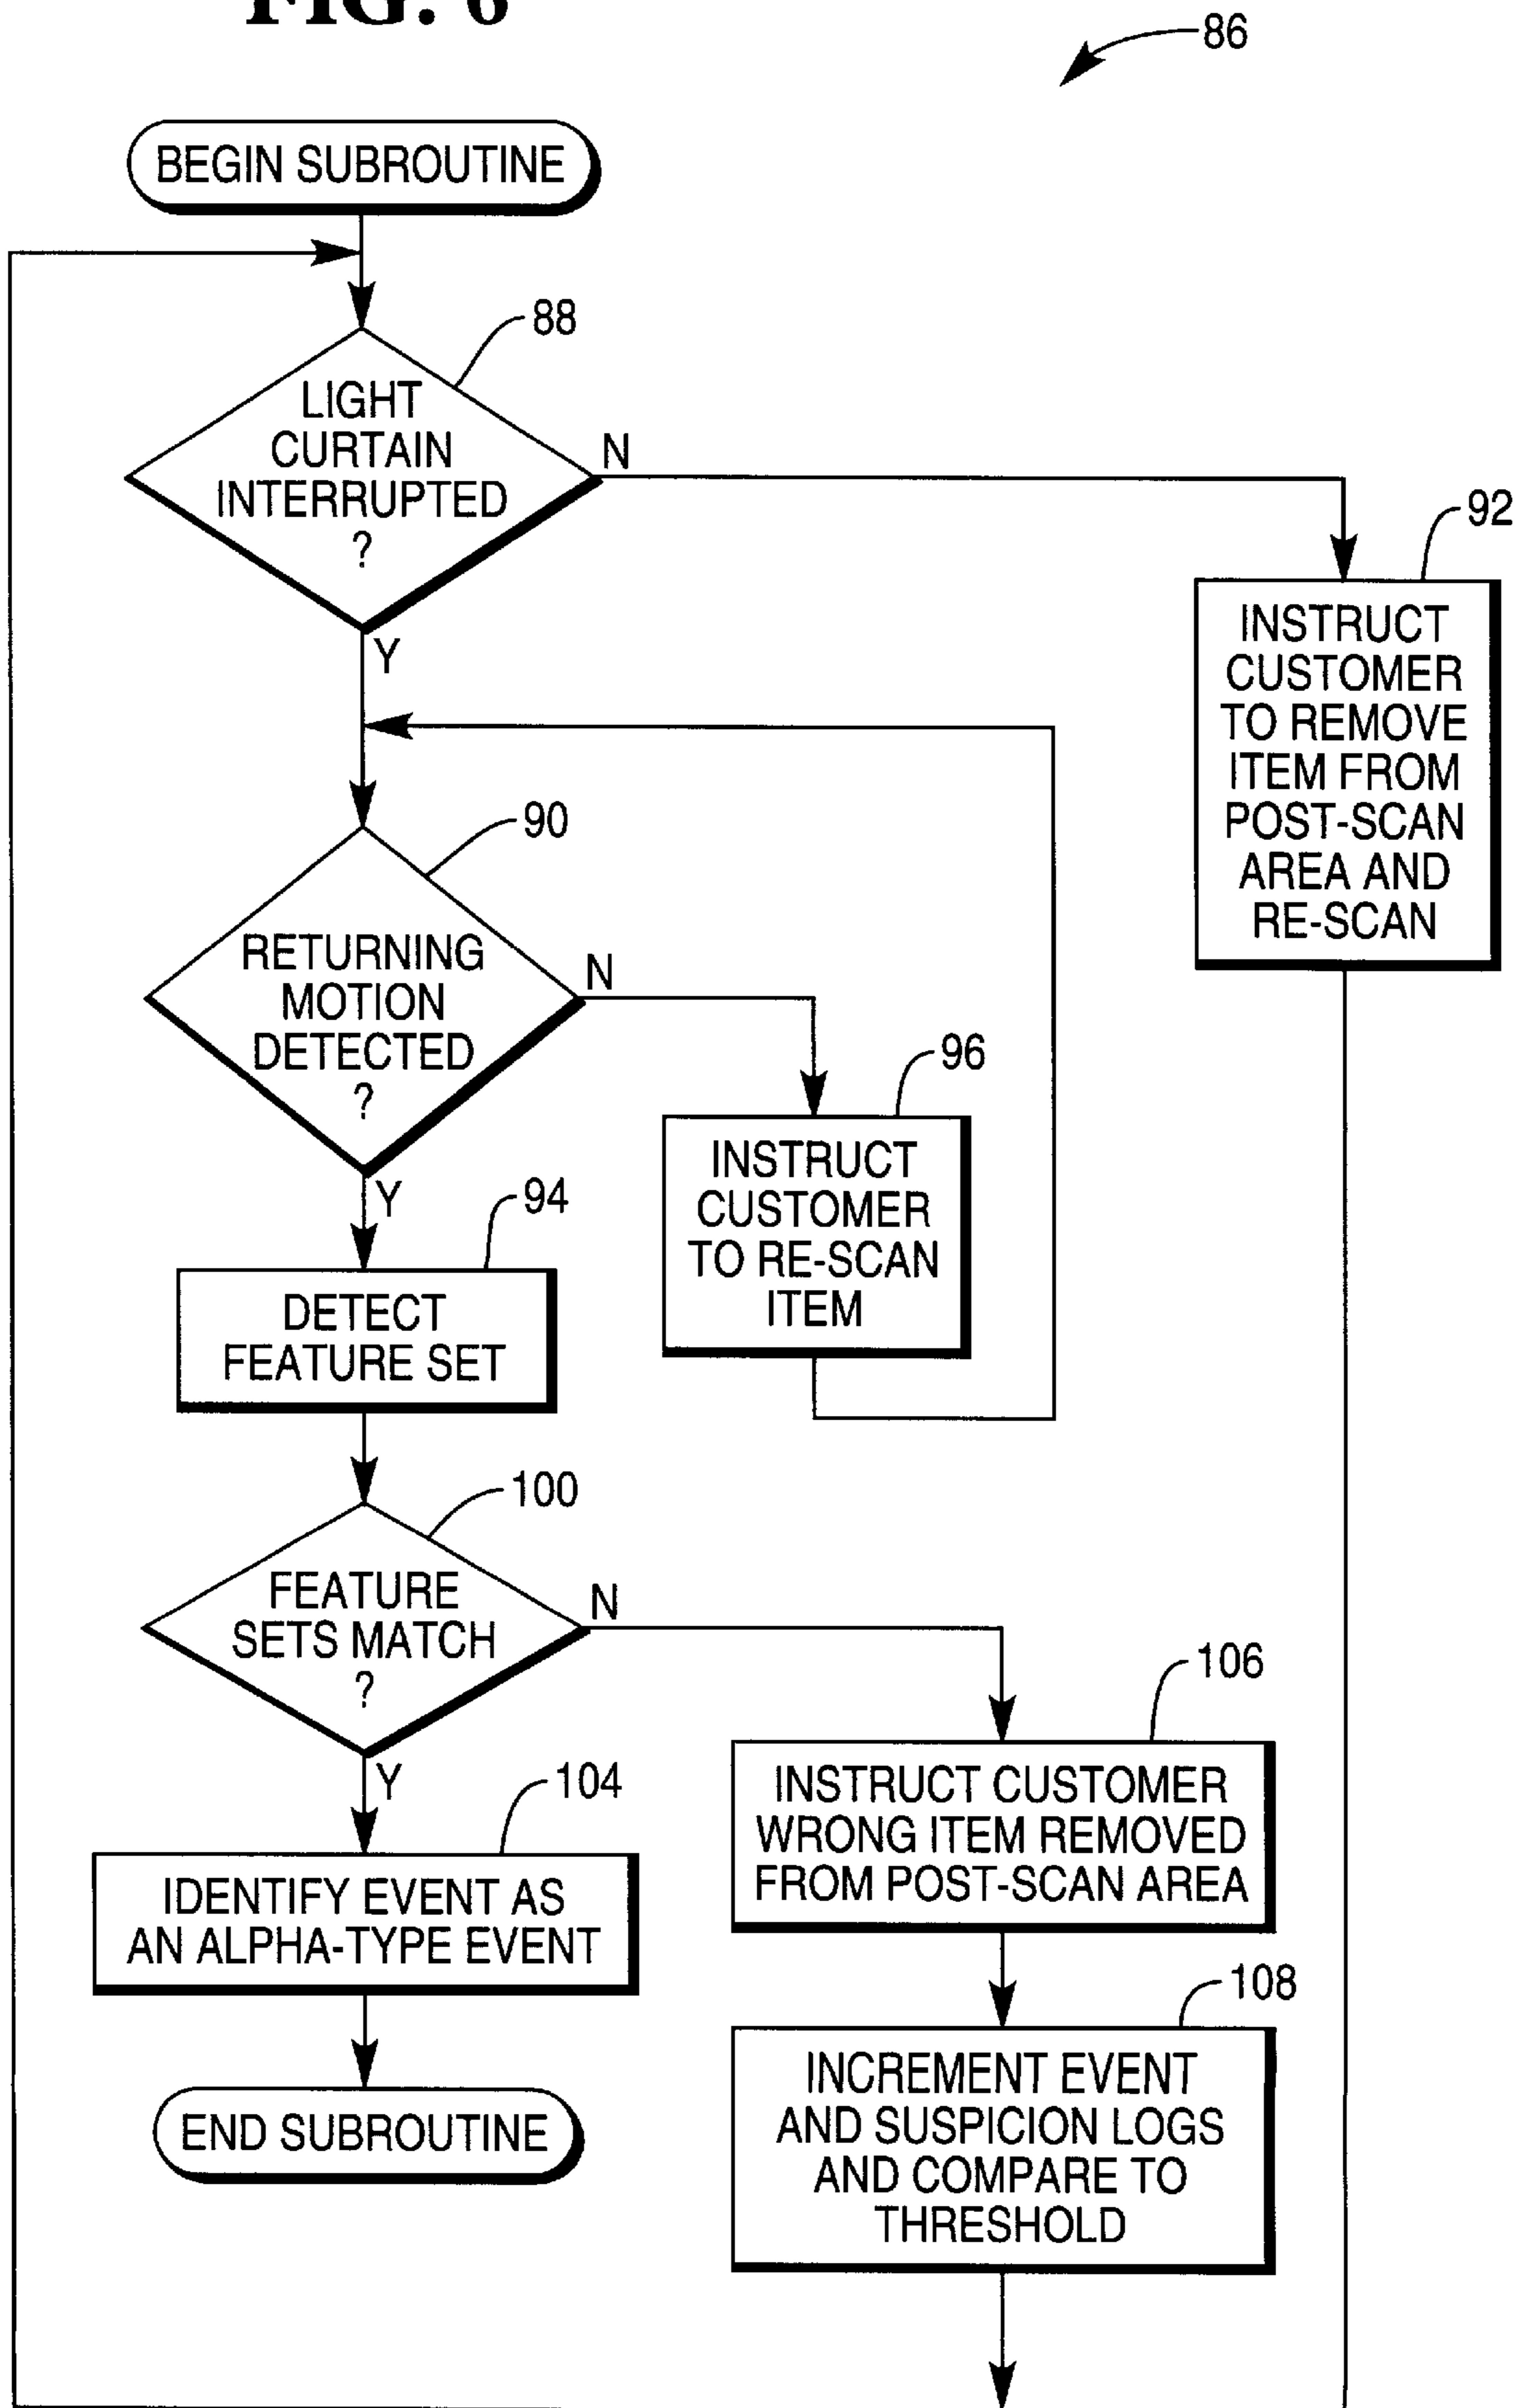 FIG. 6
86
BEGIN SUBROUTINE
88
LIGHT
CURTAIN
INTERRUPTED
?
N
Y
92
INSTRUCT
CUSTOMER
TO REMOVE
ITEM FROM
POST-SCAN
AREA AND
RE-SCAN
90
RETURNING
MOTION
DETECTED
?
N
Y
96
INSTRUCT
CUSTOMER
TO RE-SCAN
ITEM
94
DETECT
FEATURE SET
100
FEATURE
SETS MATCH
?
N
Y
106
INSTRUCT CUSTOMER
WRONG ITEM REMOVED
FROM POST-SCAN AREA
104
IDENTIFY EVENT AS
AN ALPHA-TYPE EVENT
108
INCREMENT EVENT
AND SUSPICION LOGS
AND COMPARE TO
THRESHOLD
END SUBROUTINE